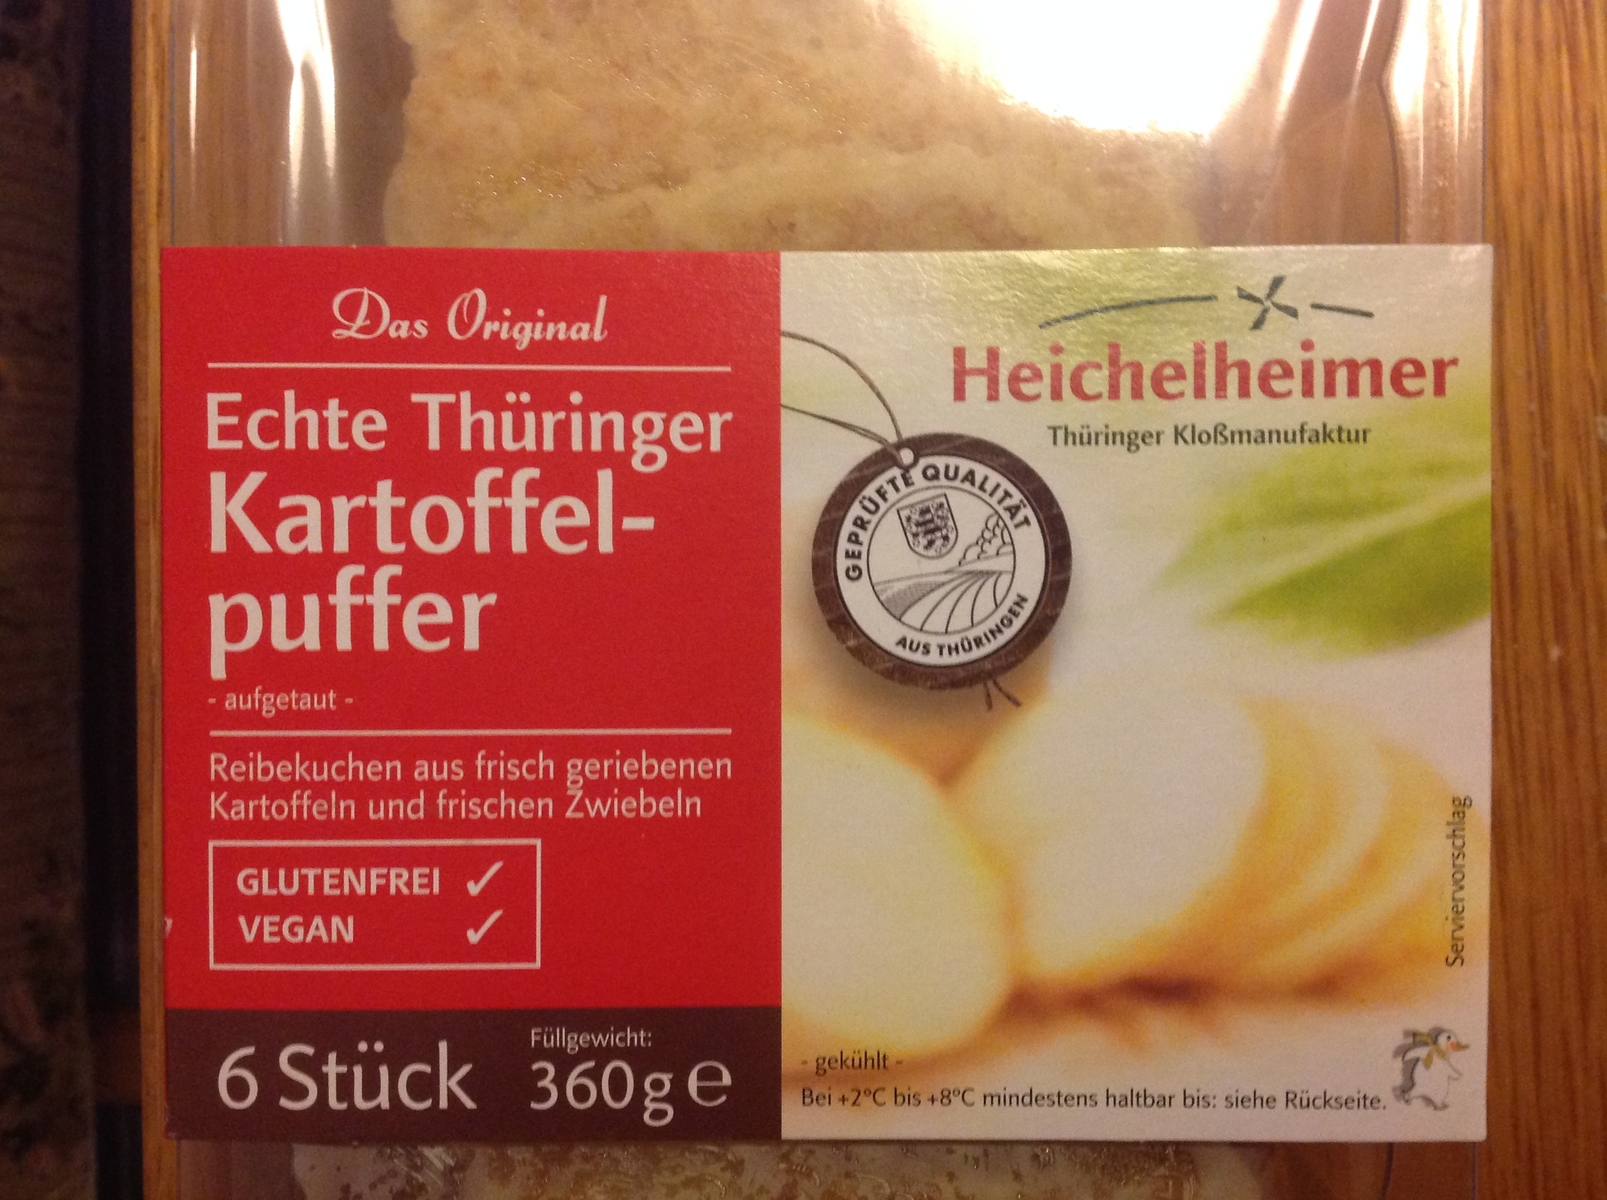 Das Original
Echte Thüringer
Kartoffel-
puffer
- aufgetaut -
Reibekuchen aus frisch geriebenen
Kartoffeln und frischen Zwiebeln
GLUTENFREI ✓
VEGAN ✓
6 Stück
Füllgewicht:
360g ℮
Heichelheimer
Thüringer Kloßmanufaktur
GEPRÜFTE QUALITÄT
AUS THÜRINGEN
Serviervorschlag
- gekühlt -
Bei +2°C bis +8°C mindestens haltbar bis: siehe Rückseite.